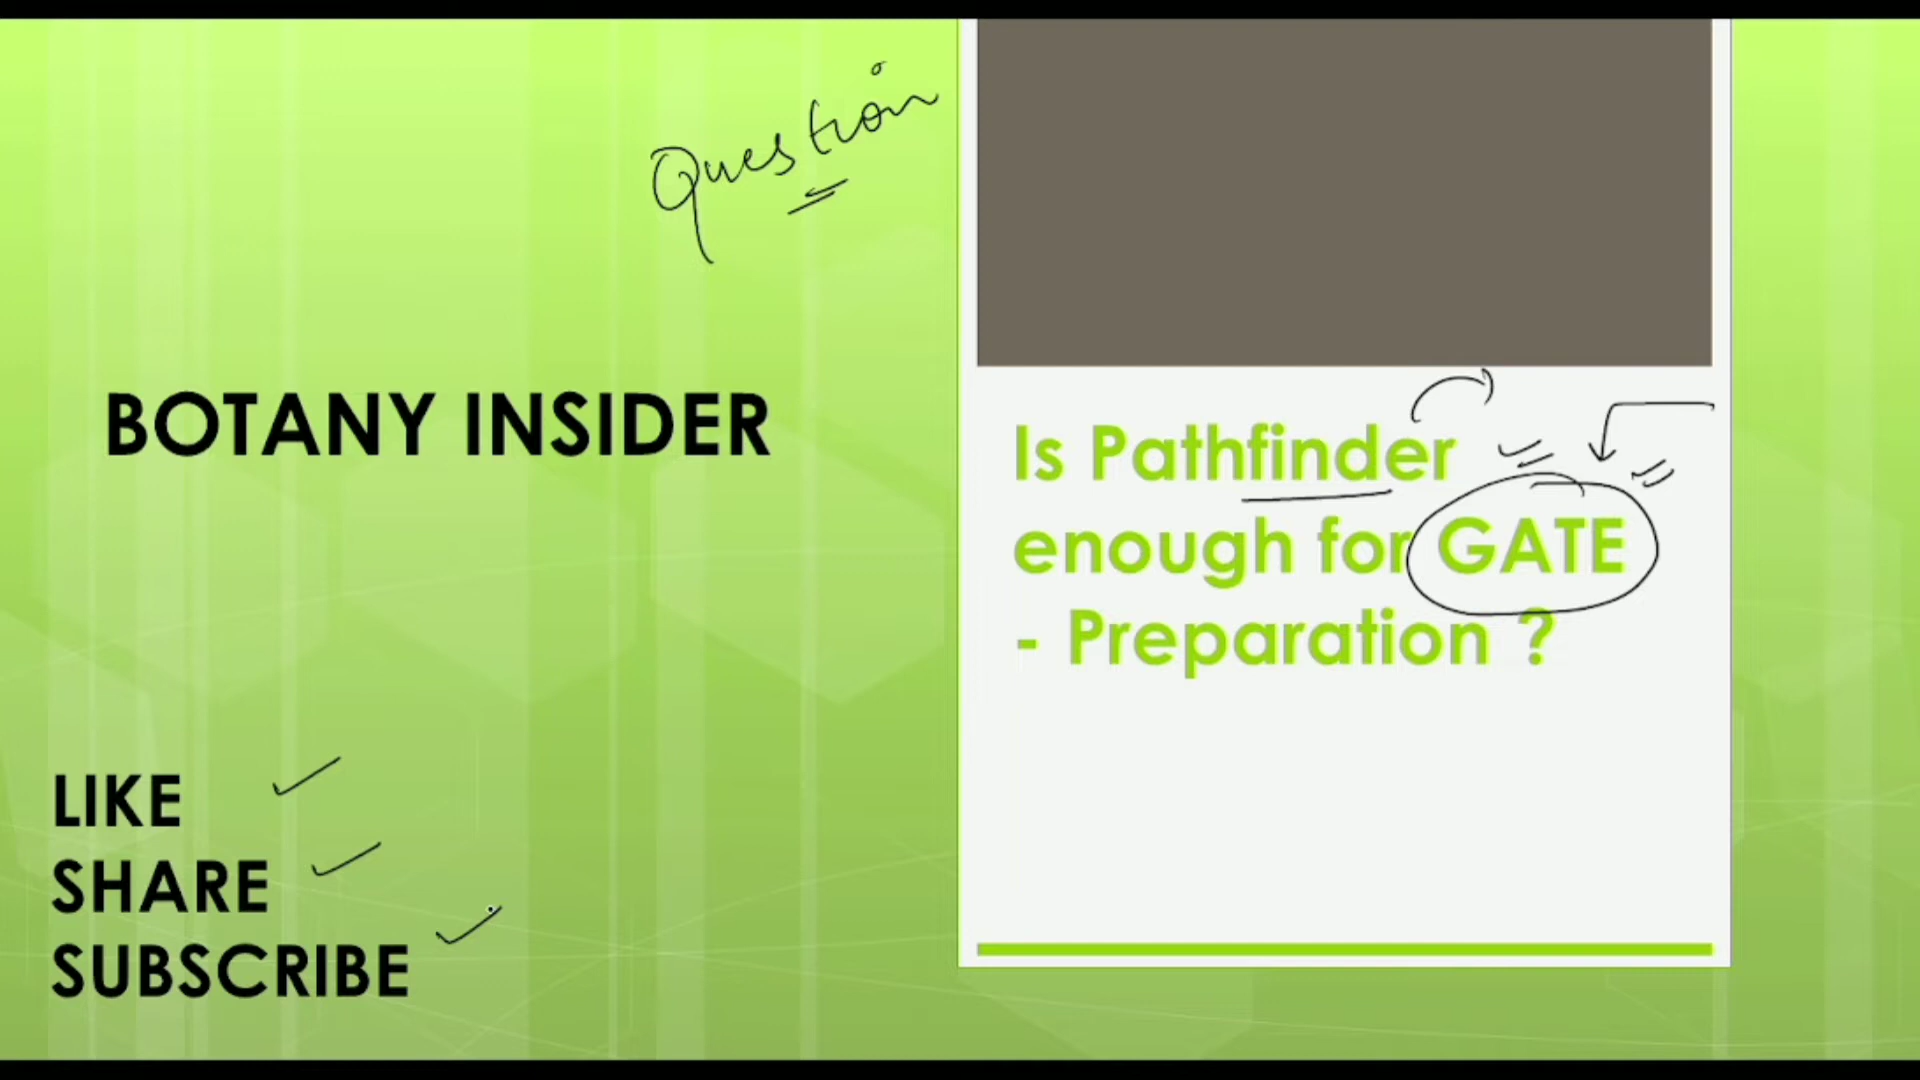 Question
BOTANY INSIDER
LIKE
SHARE
SUBSCRIBE
Is Pathfinder
enough for GATE
- Preparation ?